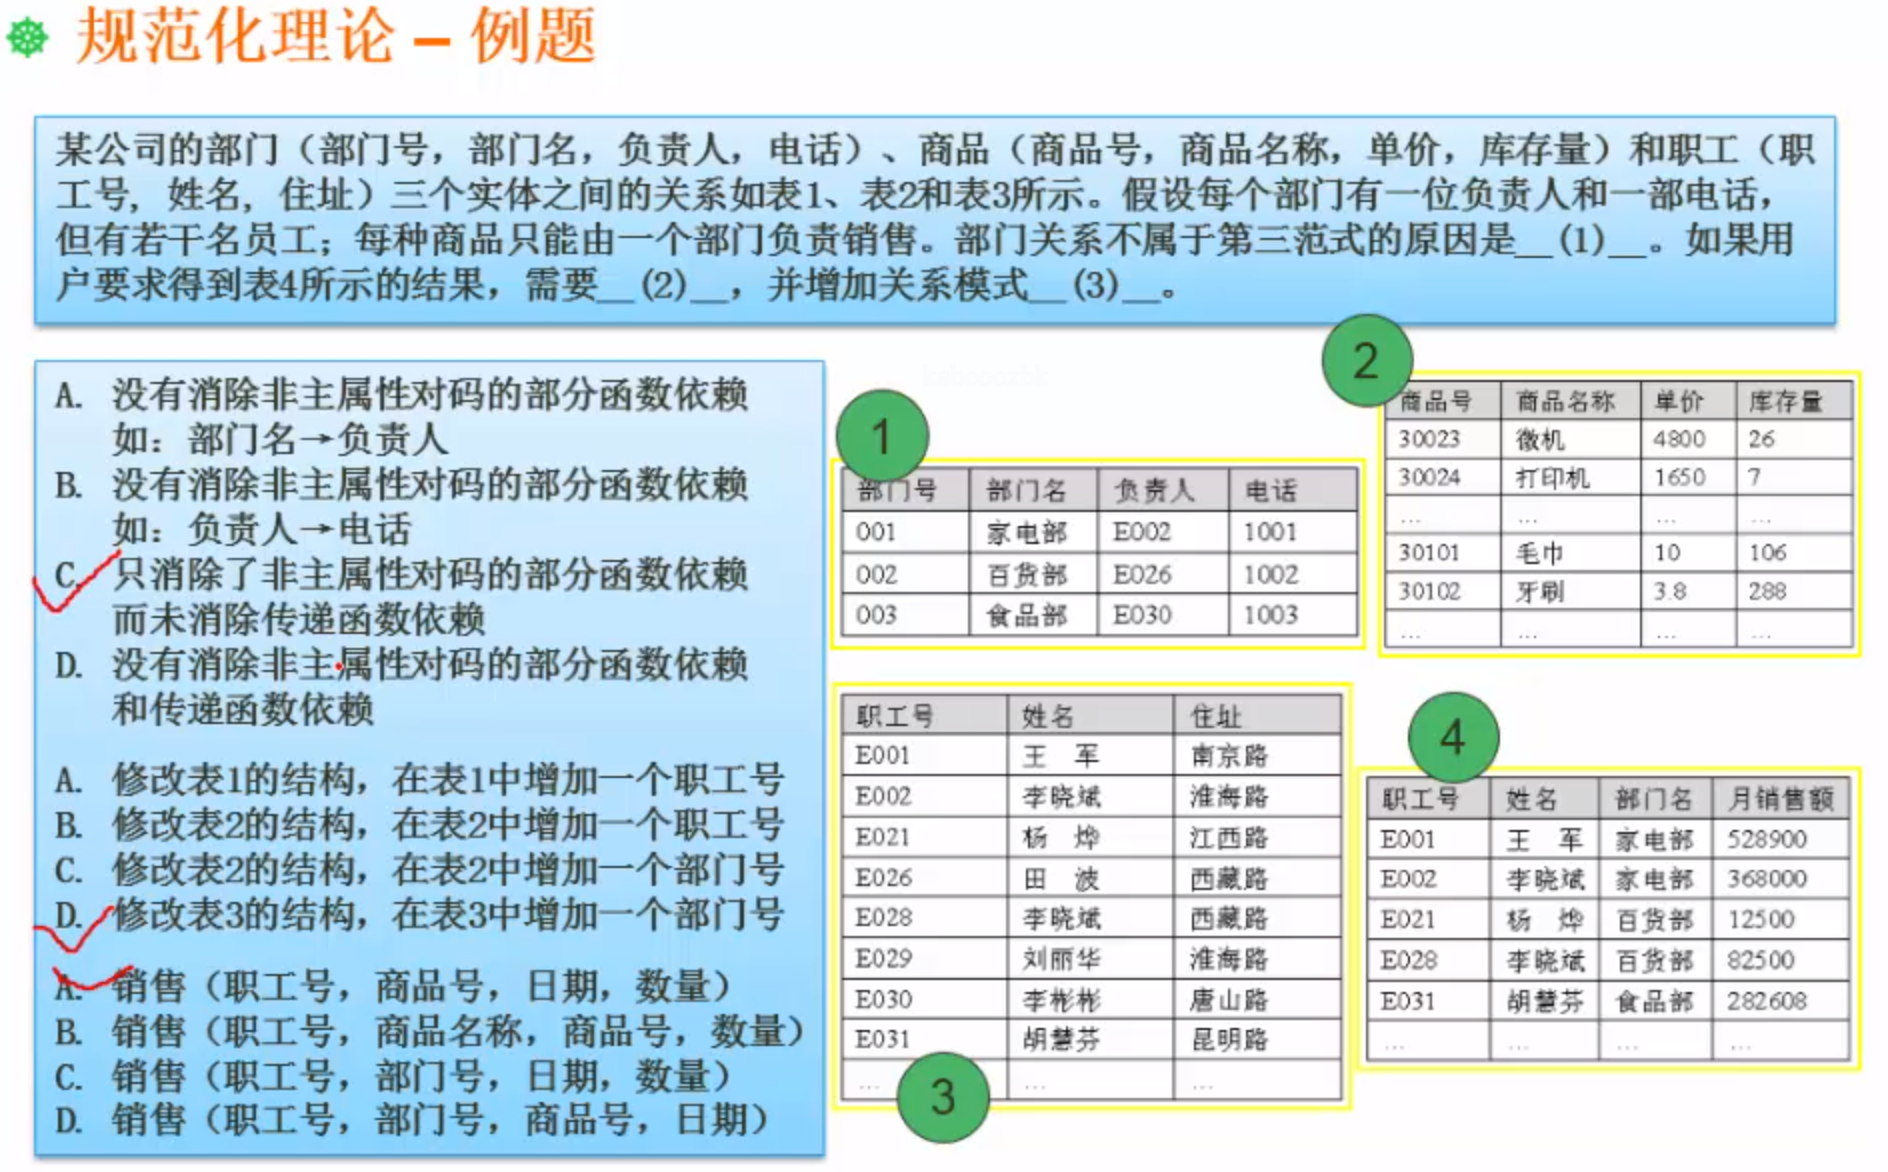 规范化理论 – 例题
某公司的部门（部门号，部门名，负责人，电话）、商品（商品号，商品名称，单价，库存量）和职工（职
工号，姓名，住址）三个实体之间的关系如表1、表2和表3所示。假设每个部门有一位负责人和一部电话，
但有若干名员工；每种商品只能由一个部门负责销售。部门关系不属于第三范式的原因是__(1)__。如果用
户要求得到表4所示的结果，需要__(2)__，并增加关系模式__(3)__。
A. 没有消除非主属性对码的部分函数依赖
如：部门名→负责人
B. 没有消除非主属性对码的部分函数依赖
如：负责人→电话
C. 只消除了非主属性对码的部分函数依赖
而未消除传递函数依赖
D. 没有消除非主属性对码的部分函数依赖
和传递函数依赖
A. 修改表1的结构，在表1中增加一个职工号
B. 修改表2的结构，在表2中增加一个职工号
C. 修改表2的结构，在表2中增加一个部门号
D. 修改表3的结构，在表3中增加一个部门号
A. 销售（职工号，商品号，日期，数量）
B. 销售（职工号，商品名称，商品号，数量）
C. 销售（职工号，部门号，日期，数量）
D. 销售（职工号，部门号，商品号，日期）
1
部门号 部门名 负责人 电话
001 家电部 E002 1001
002 百货部 E026 1002
003 食品部 E030 1003
2
商品号 商品名称 单价 库存量
30023 微机 4800 26
30024 打印机 1650 7
... ... ... ...
30101 毛巾 10 106
30102 牙刷 3.8 288
... ... ... ...
职工号 姓名 住址
E001 王 军 南京路
E002 李晓斌 淮海路
E021 杨 烨 江西路
E026 田 波 西藏路
E028 李晓斌 西藏路
E029 刘丽华 淮海路
E030 李彬彬 唐山路
E031 胡慧芬 昆明路
... ... ...
3
4
职工号 姓名 部门名 月销售额
E001 王 军 家电部 528900
E002 李晓斌 家电部 368000
E021 杨 烨 百货部 12500
E028 李晓斌 百货部 82500
E031 胡慧芬 食品部 282608
... ... ... ...